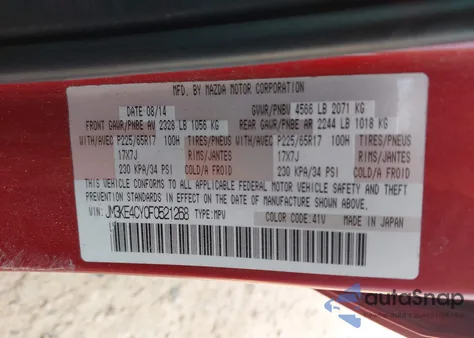 MFD. BY MAZDA MOTOR CORPORATION
DATE 08/14 GVWR/PNBV 4566 LB 2071 KG
FRONT GAWR/PNBE AV 2328 LB 1056 KG REAR GAWR/PNBE AR 2244 LB 1018 KG
WITH/AVEC P225/65R17 100H TIRES/PNEUS WITH/AVEC P225/65R17 100H TIRES/PNEUS
17X7J RIMS/JANTES 17X7J RIMS/JANTES
230 KPA/34 PSI COLD/A FROID 230 KPA/34 PSI COLD/A FROID
THIS VEHICLE CONFORMS TO ALL APPLICABLE FEDERAL MOTOR VEHICLE SAFETY AND THEFT
PREVENTION STANDARDS IN EFFECT ON THE DATE OF MANUFACTURE SHOWN ABOVE.
VIN: JM3KE4CY0F0521268 TYPE:MPV COLOR CODE:41V MADE IN JAPAN
autoSnap